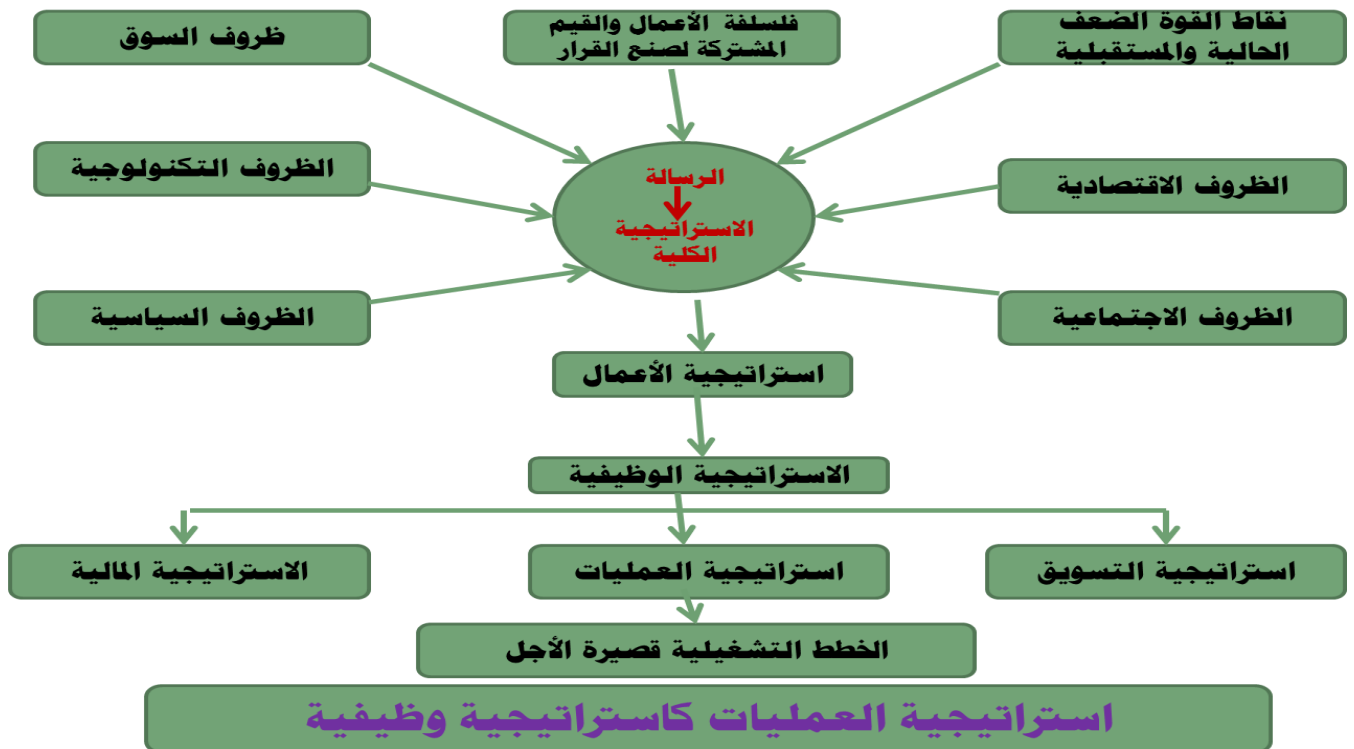 نقاط القوة الضعف
الحالية والمستقبلية
فلسلفة الأعمال والقيم
المشتركة لصنع القرار
ظروف السوق
الظروف الاقتصادية
الظروف التكنولوجية
الرسالة
الاستراتيجية
الكلية
الظروف الاجتماعية
الظروف السياسية
استراتيجية الأعمال
الاستراتيجية الوظيفية
استراتيجية التسويق
استراتيجية العمليات
الاستراتيجية المالية
الخطط التشغيلية قصيرة الأجل
استراتيجية العمليات كاستراتيجية وظيفية